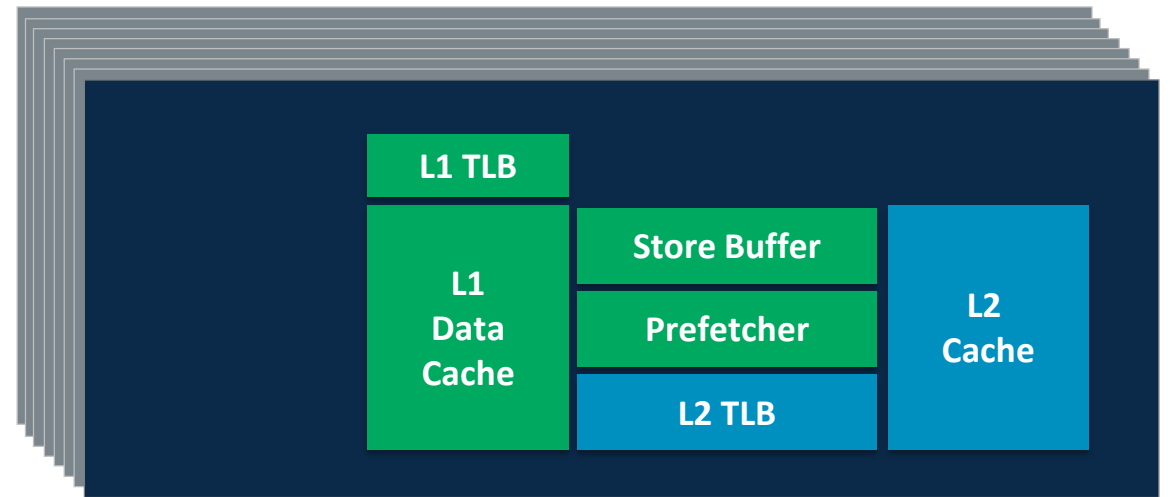 L1 TLB
L1
Data
Cache
Store Buffer
Prefetcher
L2 TLB
L2
Cache